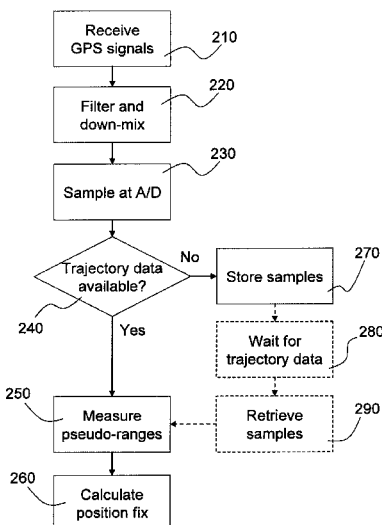 Receive
GPS signals
210
Filter and
down-mix
220
Sample at A/D
230
Trajectory data
available?
240
No
Yes
Store samples
270
Wait for
trajectory data
280
Retrieve
samples
290
250
Measure
pseudo-ranges
260
Calculate
position fix